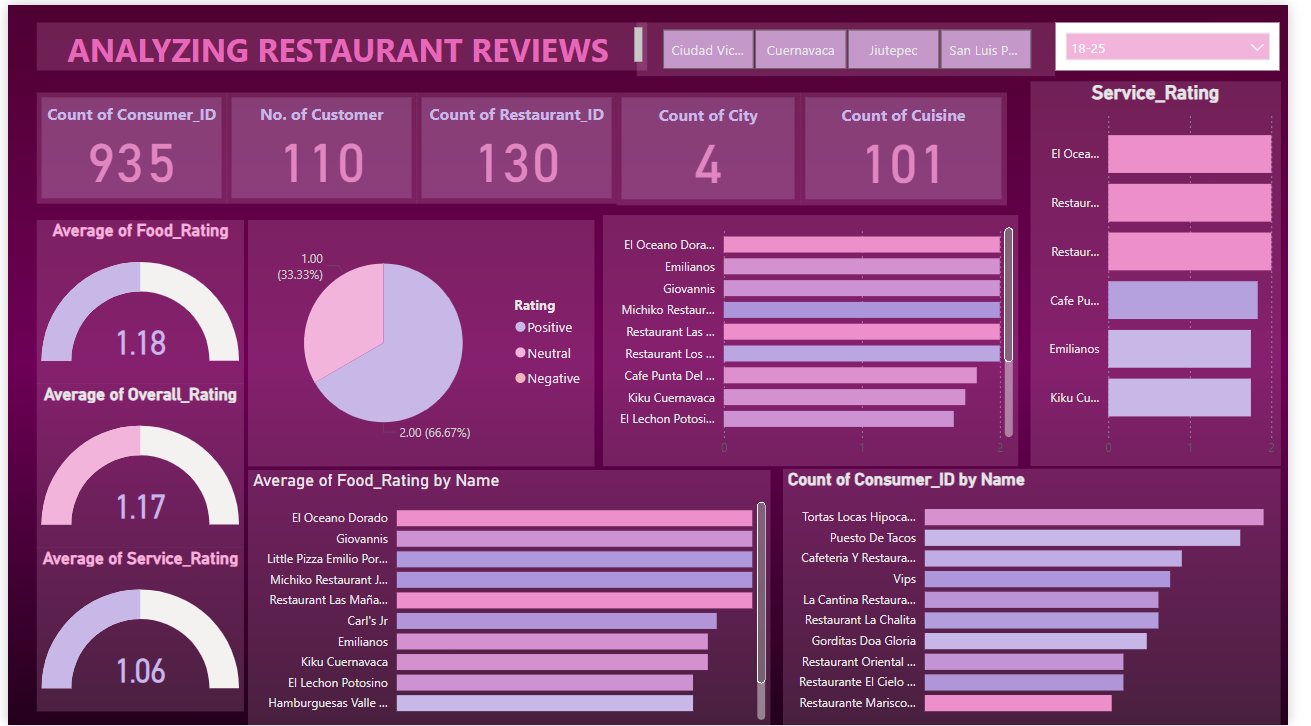 ANALYZING RESTAURANT REVIEWS
Ciudad Vic...
Cuernavaca
Jiutepec
San Luis P...
18-25
Count of Consumer_ID
935
No. of Customer
110
Count of Restaurant_ID
130
Count of City
4
Count of Cuisine
101
Service_Rating
El Ocea...
Restaur...
Restaur...
Cafe Pu...
Emilianos
Kiku Cu...
0
1
2
Average of Food_Rating
1.18
Average of Overall_Rating
1.17
Average of Service_Rating
1.06
1.00
(33.33%)
2.00 (66.67%)
Rating
Positive
Neutral
Negative
El Oceano Dora...
Emilianos
Giovannis
Michiko Restaur...
Restaurant Las ...
Restaurant Los ...
Cafe Punta Del ...
Kiku Cuernavaca
El Lechon Potosi...
0
1
2
Average of Food_Rating by Name
El Oceano Dorado
Giovannis
Little Pizza Emilio Por...
Michiko Restaurant J...
Restaurant Las Maña...
Carl's Jr
Emilianos
Kiku Cuernavaca
El Lechon Potosino
Hamburguesas Valle ...
Count of Consumer_ID by Name
Tortas Locas Hipoca...
Puesto De Tacos
Cafeteria Y Restaura...
Vips
La Cantina Restaura...
Restaurant La Chalita
Gorditas Doa Gloria
Restaurant Oriental ...
Restaurante El Cielo ...
Restaurante Marisco...